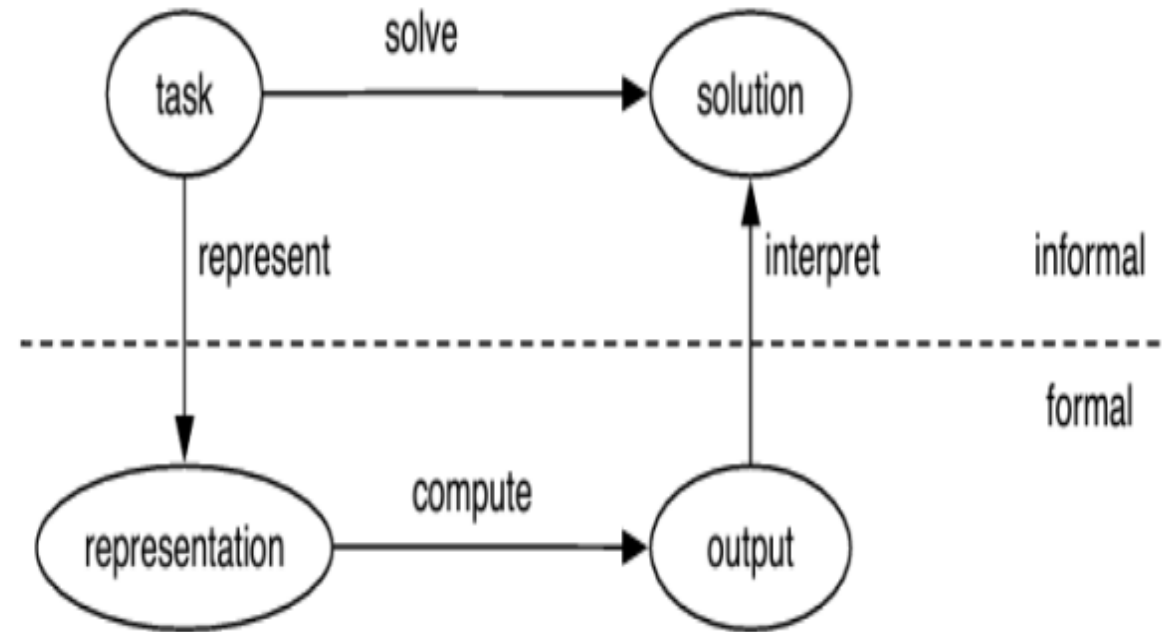 solve
task
solution
represent
interpret
informal
formal
compute
representation
output